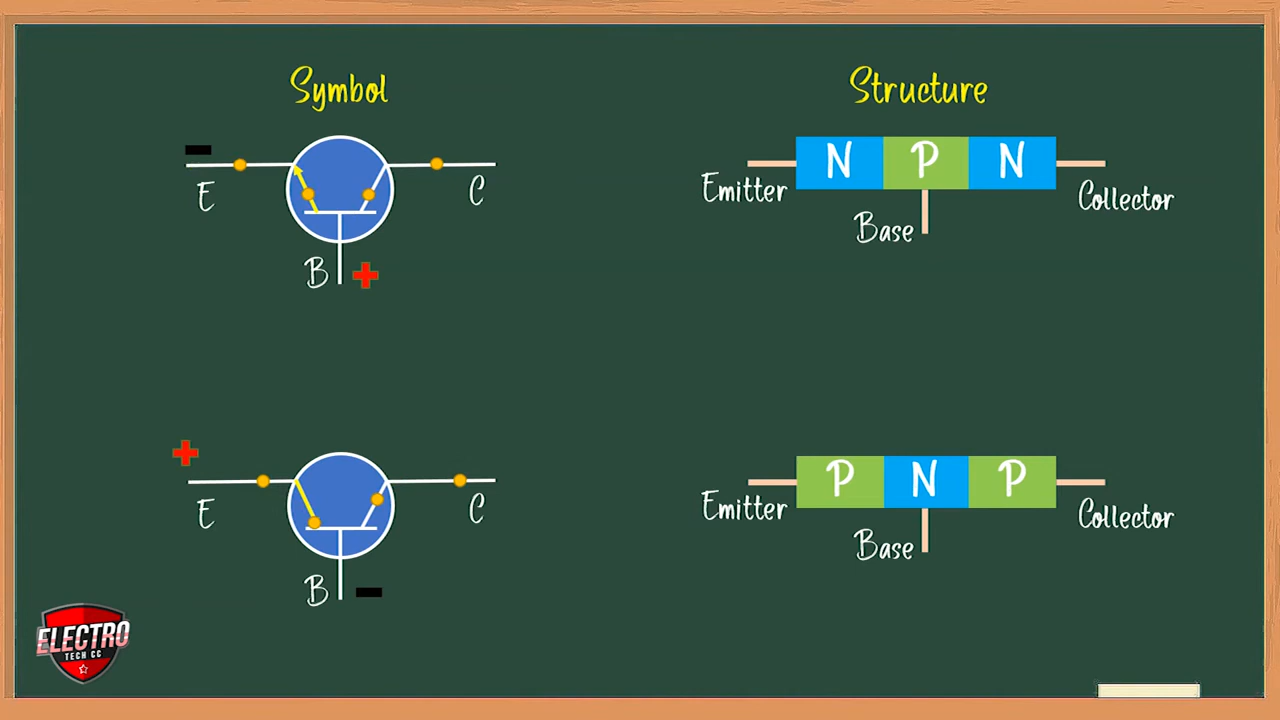 Symbol
Structure
E
C
B
N P N
Emitter
Collector
Base
E
C
B
P N P
Emitter
Collector
Base
ELECTRO
TECH CC